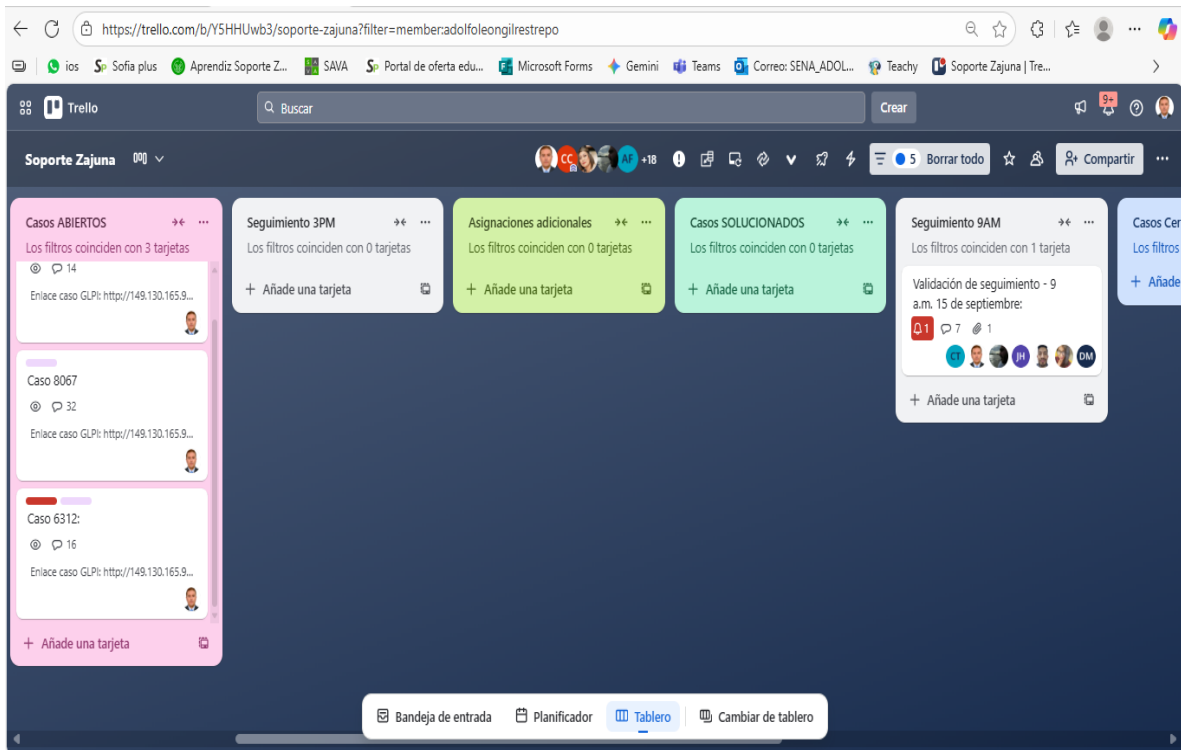 https://trello.com/b/Y5HHUwb3/soporte-zajuna?filter=member:adolfoleongilrestrepo
ios Sofia plus Aprendiz Soporte Z... SAVA Portal de oferta edu... Microsoft Forms Gemini Teams Correo: SENA_ADOL... Teachy Soporte Zajuna | Tre...
Trello Buscar Crear 9+
Soporte Zajuna CC AF +18 5 Borrar todo Compartir
Casos ABIERTOS
Los filtros coinciden con 3 tarjetas
14
Enlace caso GLPI: http://149.130.165.9...
Caso 8067
32
Enlace caso GLPI: http://149.130.165.9...
Caso 6312:
16
Enlace caso GLPI: http://149.130.165.9...
+ Añade una tarjeta
Seguimiento 3PM
Los filtros coinciden con 0 tarjetas
+ Añade una tarjeta
Asignaciones adicionales
Los filtros coinciden con 0 tarjetas
+ Añade una tarjeta
Casos SOLUCIONADOS
Los filtros coinciden con 0 tarjetas
+ Añade una tarjeta
Seguimiento 9AM
Los filtros coinciden con 1 tarjeta
Validación de seguimiento - 9
a.m. 15 de septiembre:
1 7 1
CT JH DM
+ Añade una tarjeta
Casos Cer
Los filtros
+ Añade
Bandeja de entrada Planificador Tablero Cambiar de tablero